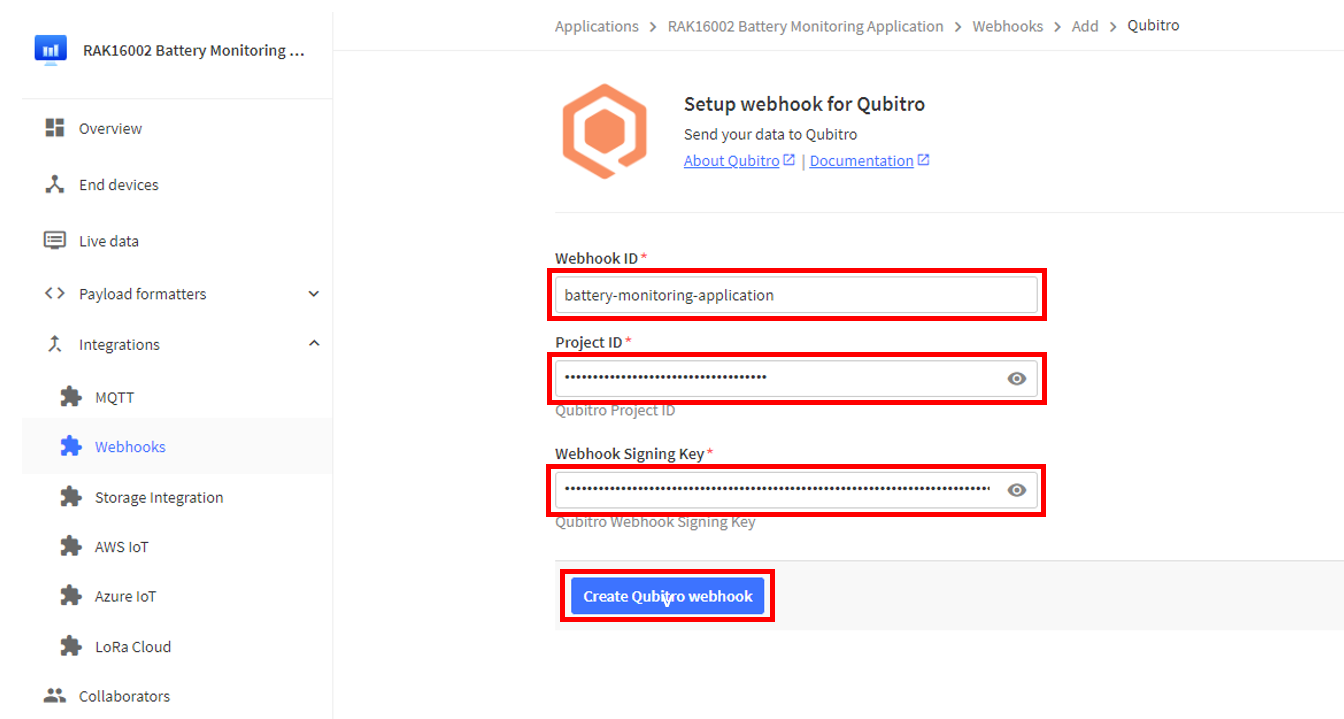 RAK16002 Battery Monitoring ...
Overview
End devices
Live data
Payload formatters
Integrations
MQTT
Webhooks
Storage Integration
AWS IoT
Azure IoT
LoRa Cloud
Collaborators
Applications > RAK16002 Battery Monitoring Application > Webhooks > Add > Qubitro
Setup webhook for Qubitro
Send your data to Qubitro
About Qubitro | Documentation
Webhook ID *
battery-monitoring-application
Project ID *
Qubitro Project ID
Webhook Signing Key *
Qubitro Webhook Signing Key
Create Qubitro webhook